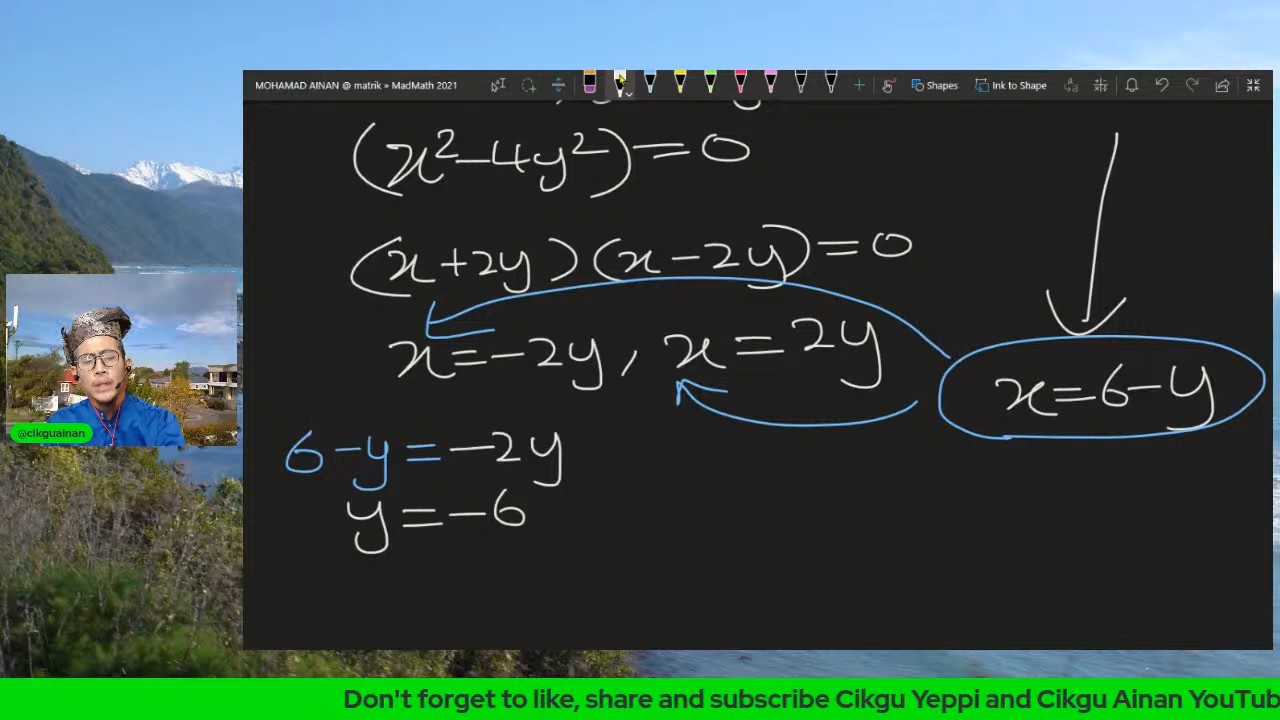 MOHAMAD AINAN @ matrik » MadMath 2021
Shapes
Ink to Shape
(x²-4y²)=0
(x+2y)(x-2y)=0
x=-2y, x=2y
x=6-y
6-y=-2y
y=-6
@cikguainan
Don't forget to like, share and subscribe Cikgu Yeppi and Cikgu Ainan YouTub